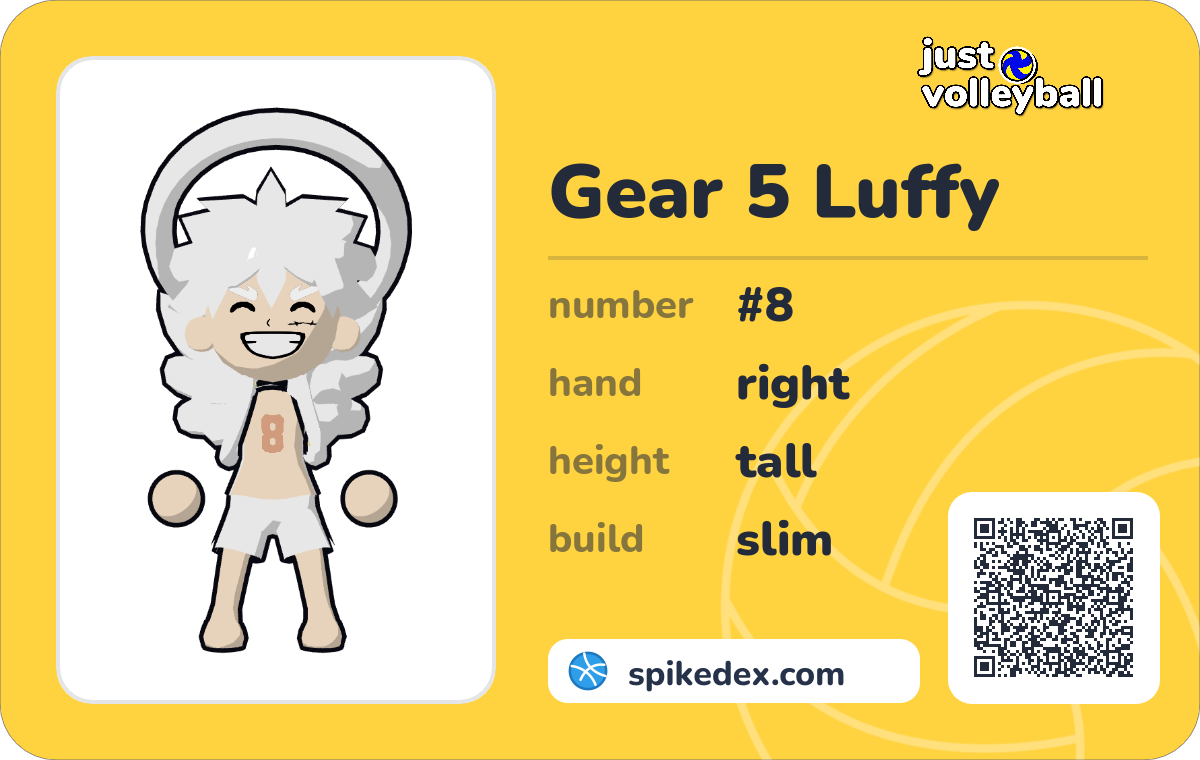 just
volleyball
Gear 5 Luffy
number #8
hand right
height tall
build slim
8
spikedex.com